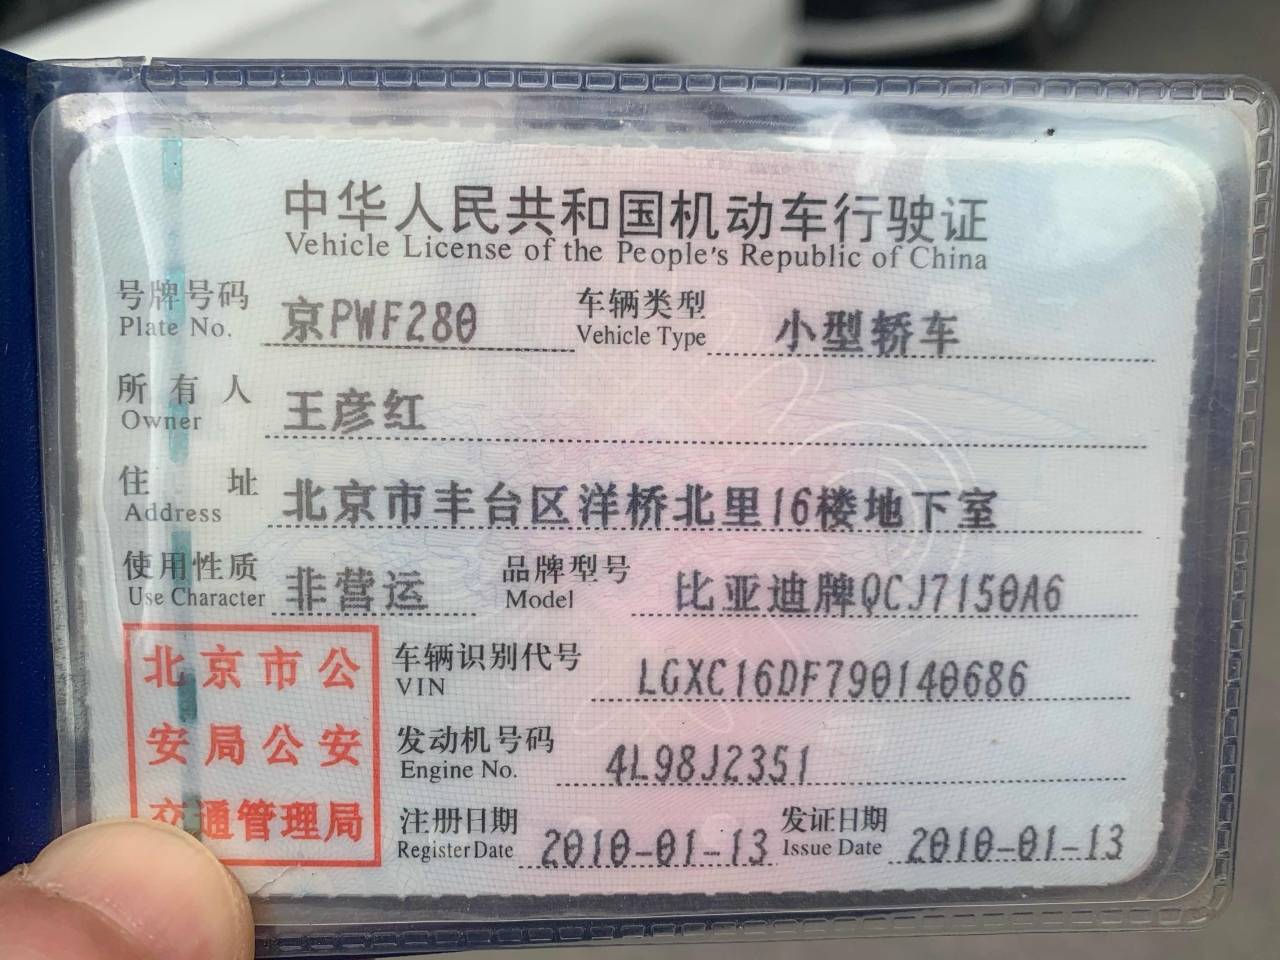 中华人民共和国机动车行驶证
Vehicle License of the People's Republic of China
号牌号码 京PWF280 车辆类型 小型轿车
Plate No. Vehicle Type
所有人 王彦红
Owner
住址 北京市丰台区洋桥北里16楼地下室
Address
使用性质 非营运 品牌型号 比亚迪牌QCJ7150A6
Use Character Model
北京市公
安局公安
交通管理局
车辆识别代号 LGXC16DF790140686
VIN
发动机号码 4L98J2351
Engine No.
注册日期 2010-01-13 发证日期 2010-01-13
Register Date Issue Date